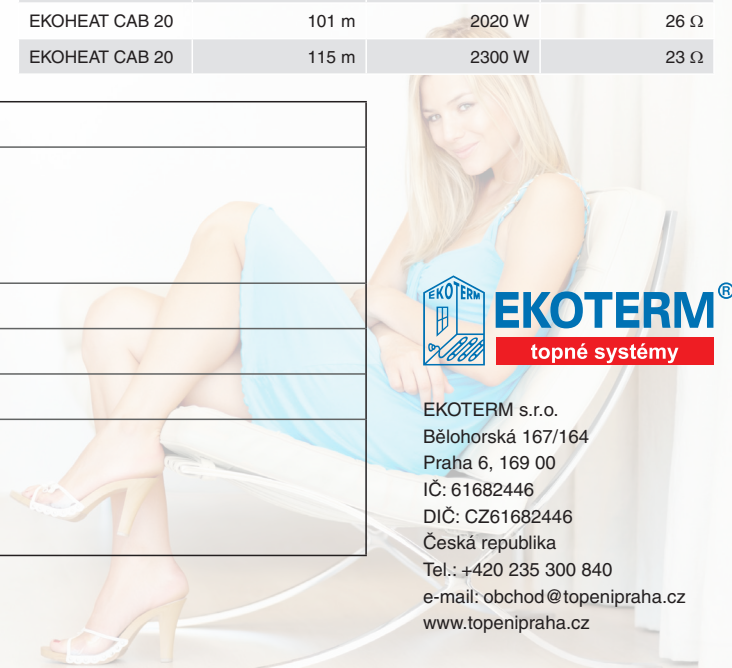 EKOHEAT CAB 20 101 m 2020 W 26 Ω
EKOHEAT CAB 20 115 m 2300 W 23 Ω
EKOTERM
EKOTERM®
topné systémy
EKOTERM s.r.o.
Bělohorská 167/164
Praha 6, 169 00
IČ: 61682446
DIČ: CZ61682446
Česká republika
Tel.: +420 235 300 840
e-mail: obchod@topenipraha.cz
www.topenipraha.cz